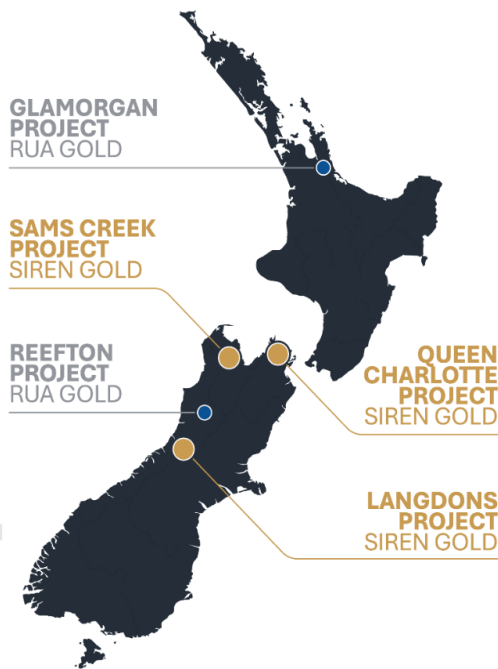 GLAMORGAN
PROJECT
RUA GOLD
SAMS CREEK
PROJECT
SIREN GOLD
REEFTON
PROJECT
RUA GOLD
QUEEN
CHARLOTTE
PROJECT
SIREN GOLD
LANGDONS
PROJECT
SIREN GOLD